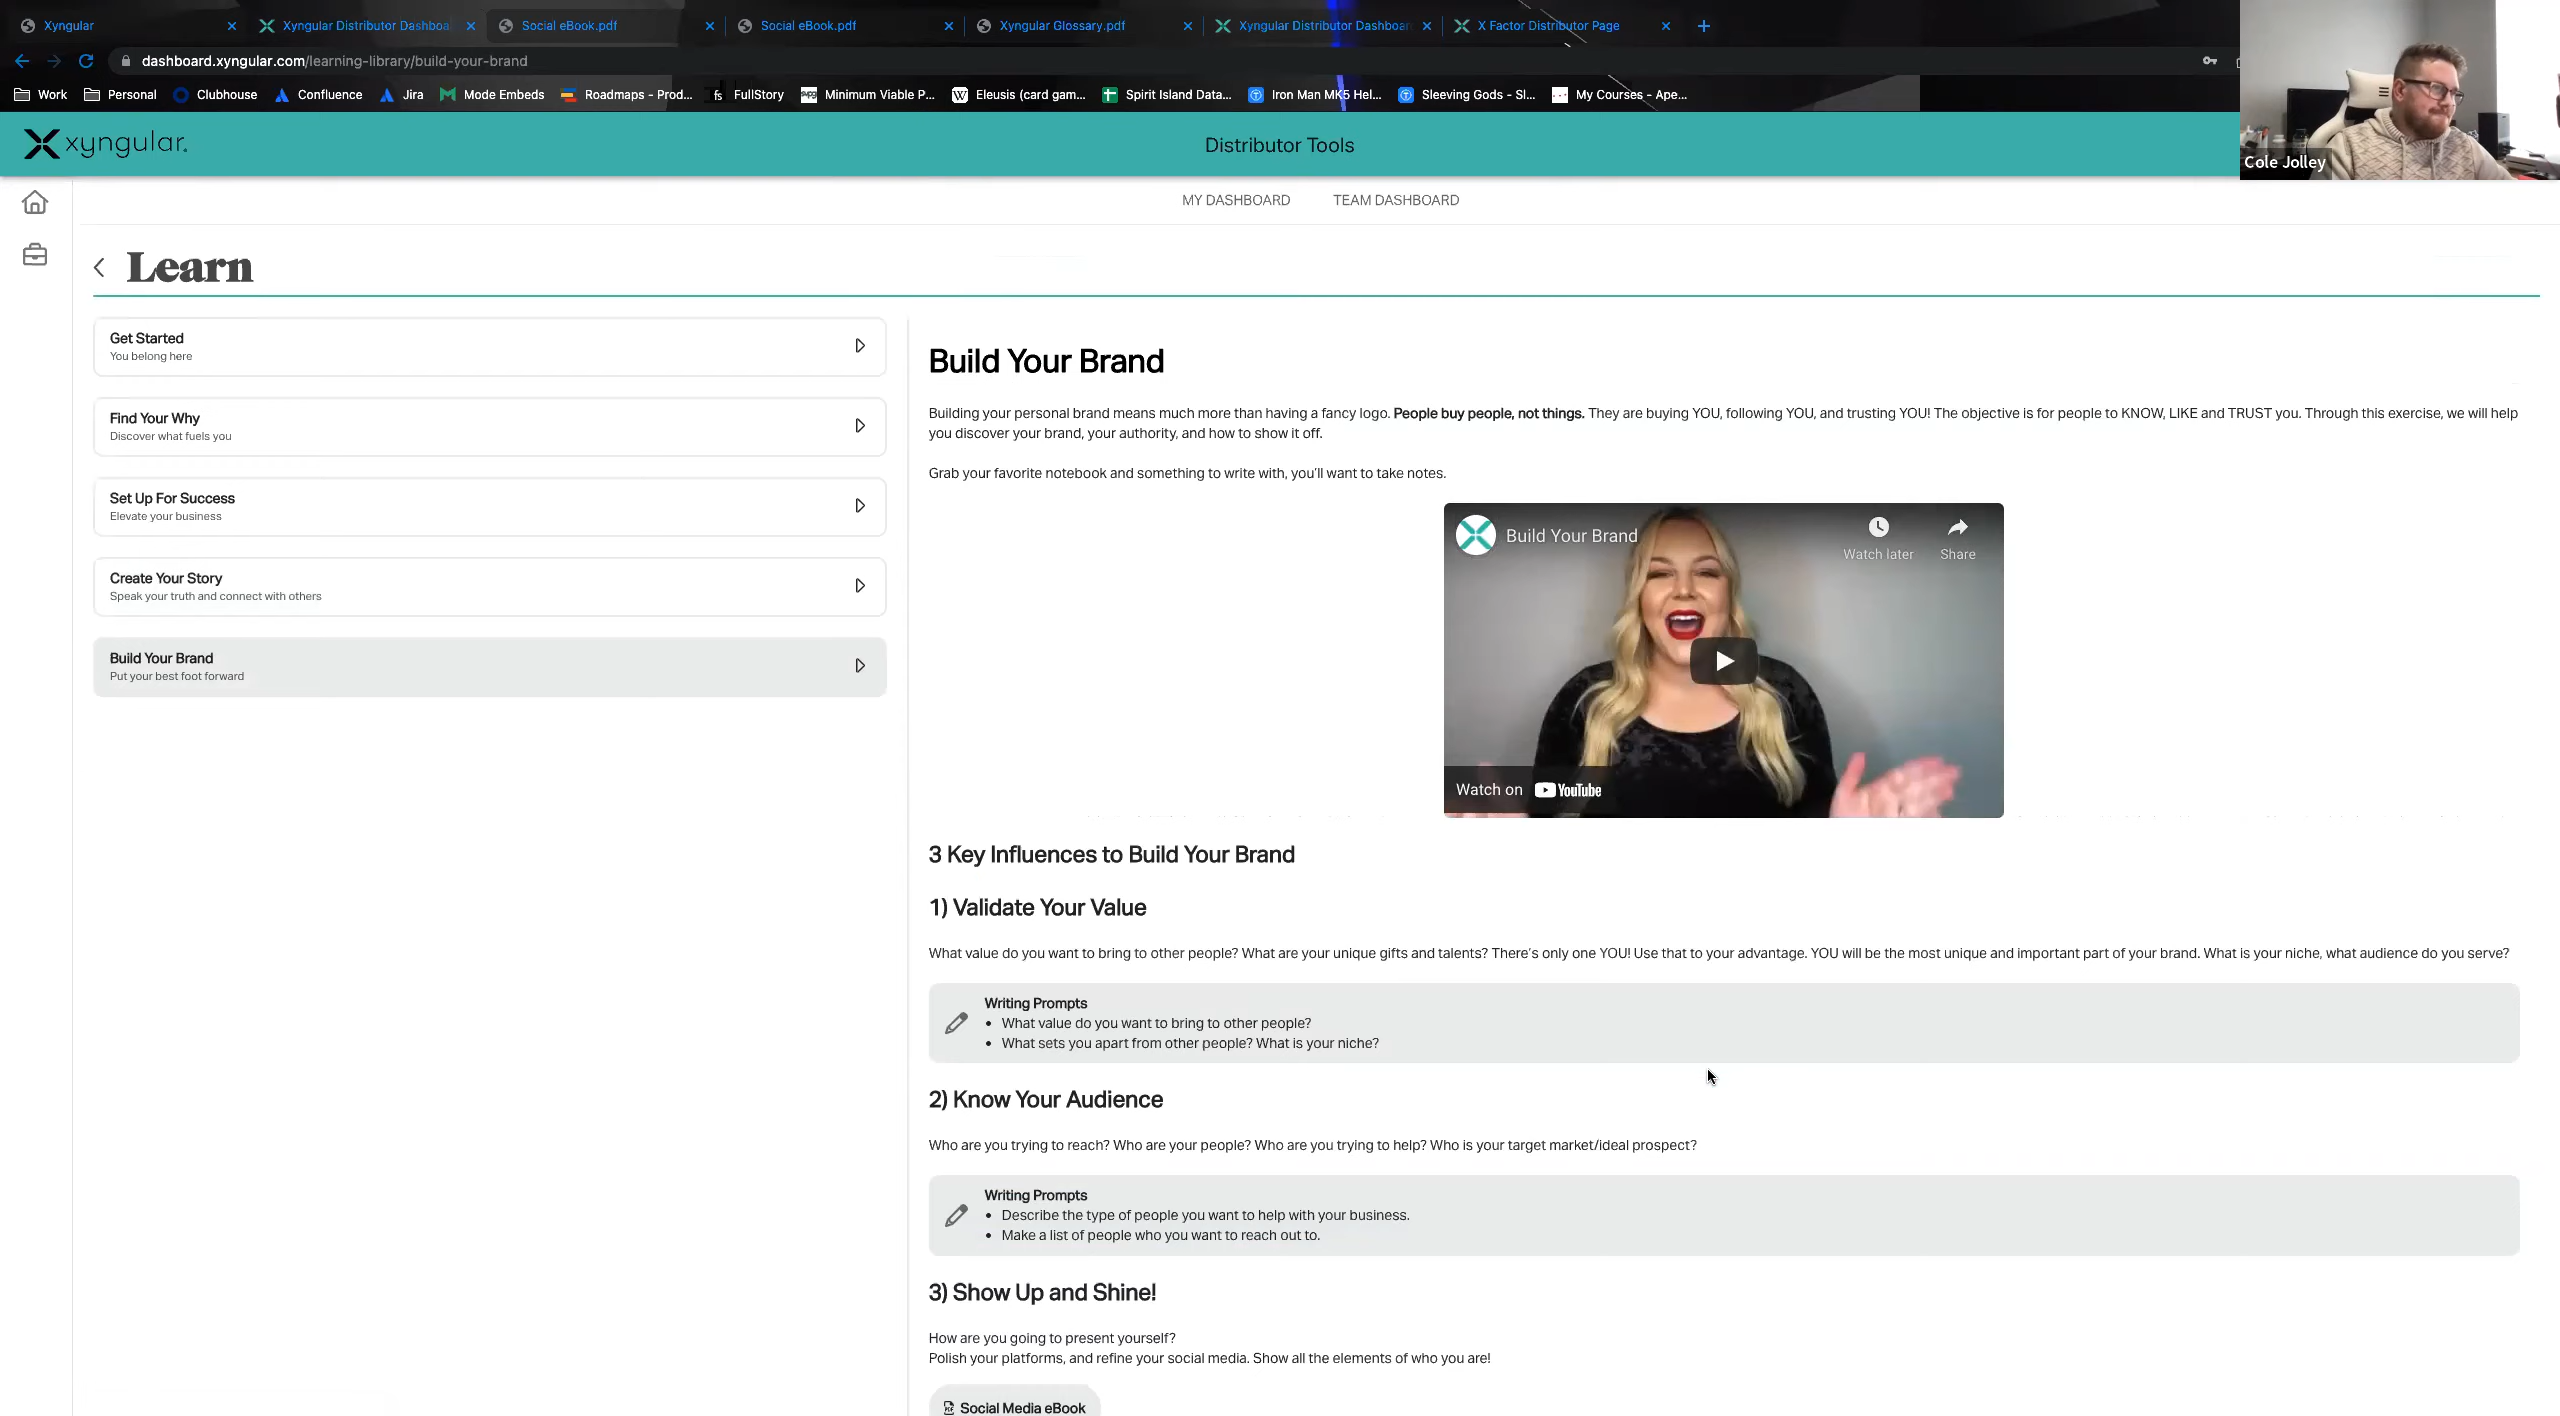 Xyngular
Xyngular Distributor Dashboa
Social eBook.pdf
Social eBook.pdf
Xyngular Glossary.pdf
Xyngular Distributor Dashboar
X Factor Distributor Page
dashboard.xyngular.com/learning-library/build-your-brand
Work
Personal
Clubhouse
Confluence
Jira
Mode Embeds
Roadmaps - Prod...
fs FullStory
Minimum Viable P...
W Eleusis (card gam...
Spirit Island Data...
Iron Man MK5 Hel...
Sleeving Gods - Sl...
My Courses - Ape...
Cole Jolley
xyngular.
Distributor Tools
MY DASHBOARD
TEAM DASHBOARD
Learn
Get Started
You belong here
Find Your Why
Discover what fuels you
Set Up For Success
Elevate your business
Create Your Story
Speak your truth and connect with others
Build Your Brand
Put your best foot forward
Build Your Brand
Building your personal brand means much more than having a fancy logo. People buy people, not things. They are buying YOU, following YOU, and trusting YOU! The objective is for people to KNOW, LIKE and TRUST you. Through this exercise, we will help
you discover your brand, your authority, and how to show it off.
Grab your favorite notebook and something to write with, you'll want to take notes.
Build Your Brand
Watch later
Share
Watch on YouTube
3 Key Influences to Build Your Brand
1) Validate Your Value
What value do you want to bring to other people? What are your unique gifts and talents? There's only one YOU! Use that to your advantage. YOU will be the most unique and important part of your brand. What is your niche, what audience do you serve?
Writing Prompts
• What value do you want to bring to other people?
• What sets you apart from other people? What is your niche?
2) Know Your Audience
Who are you trying to reach? Who are your people? Who are you trying to help? Who is your target market/ideal prospect?
Writing Prompts
• Describe the type of people you want to help with your business.
• Make a list of people who you want to reach out to.
3) Show Up and Shine!
How are you going to present yourself?
Polish your platforms, and refine your social media. Show all the elements of who you are!
Social Media eBook